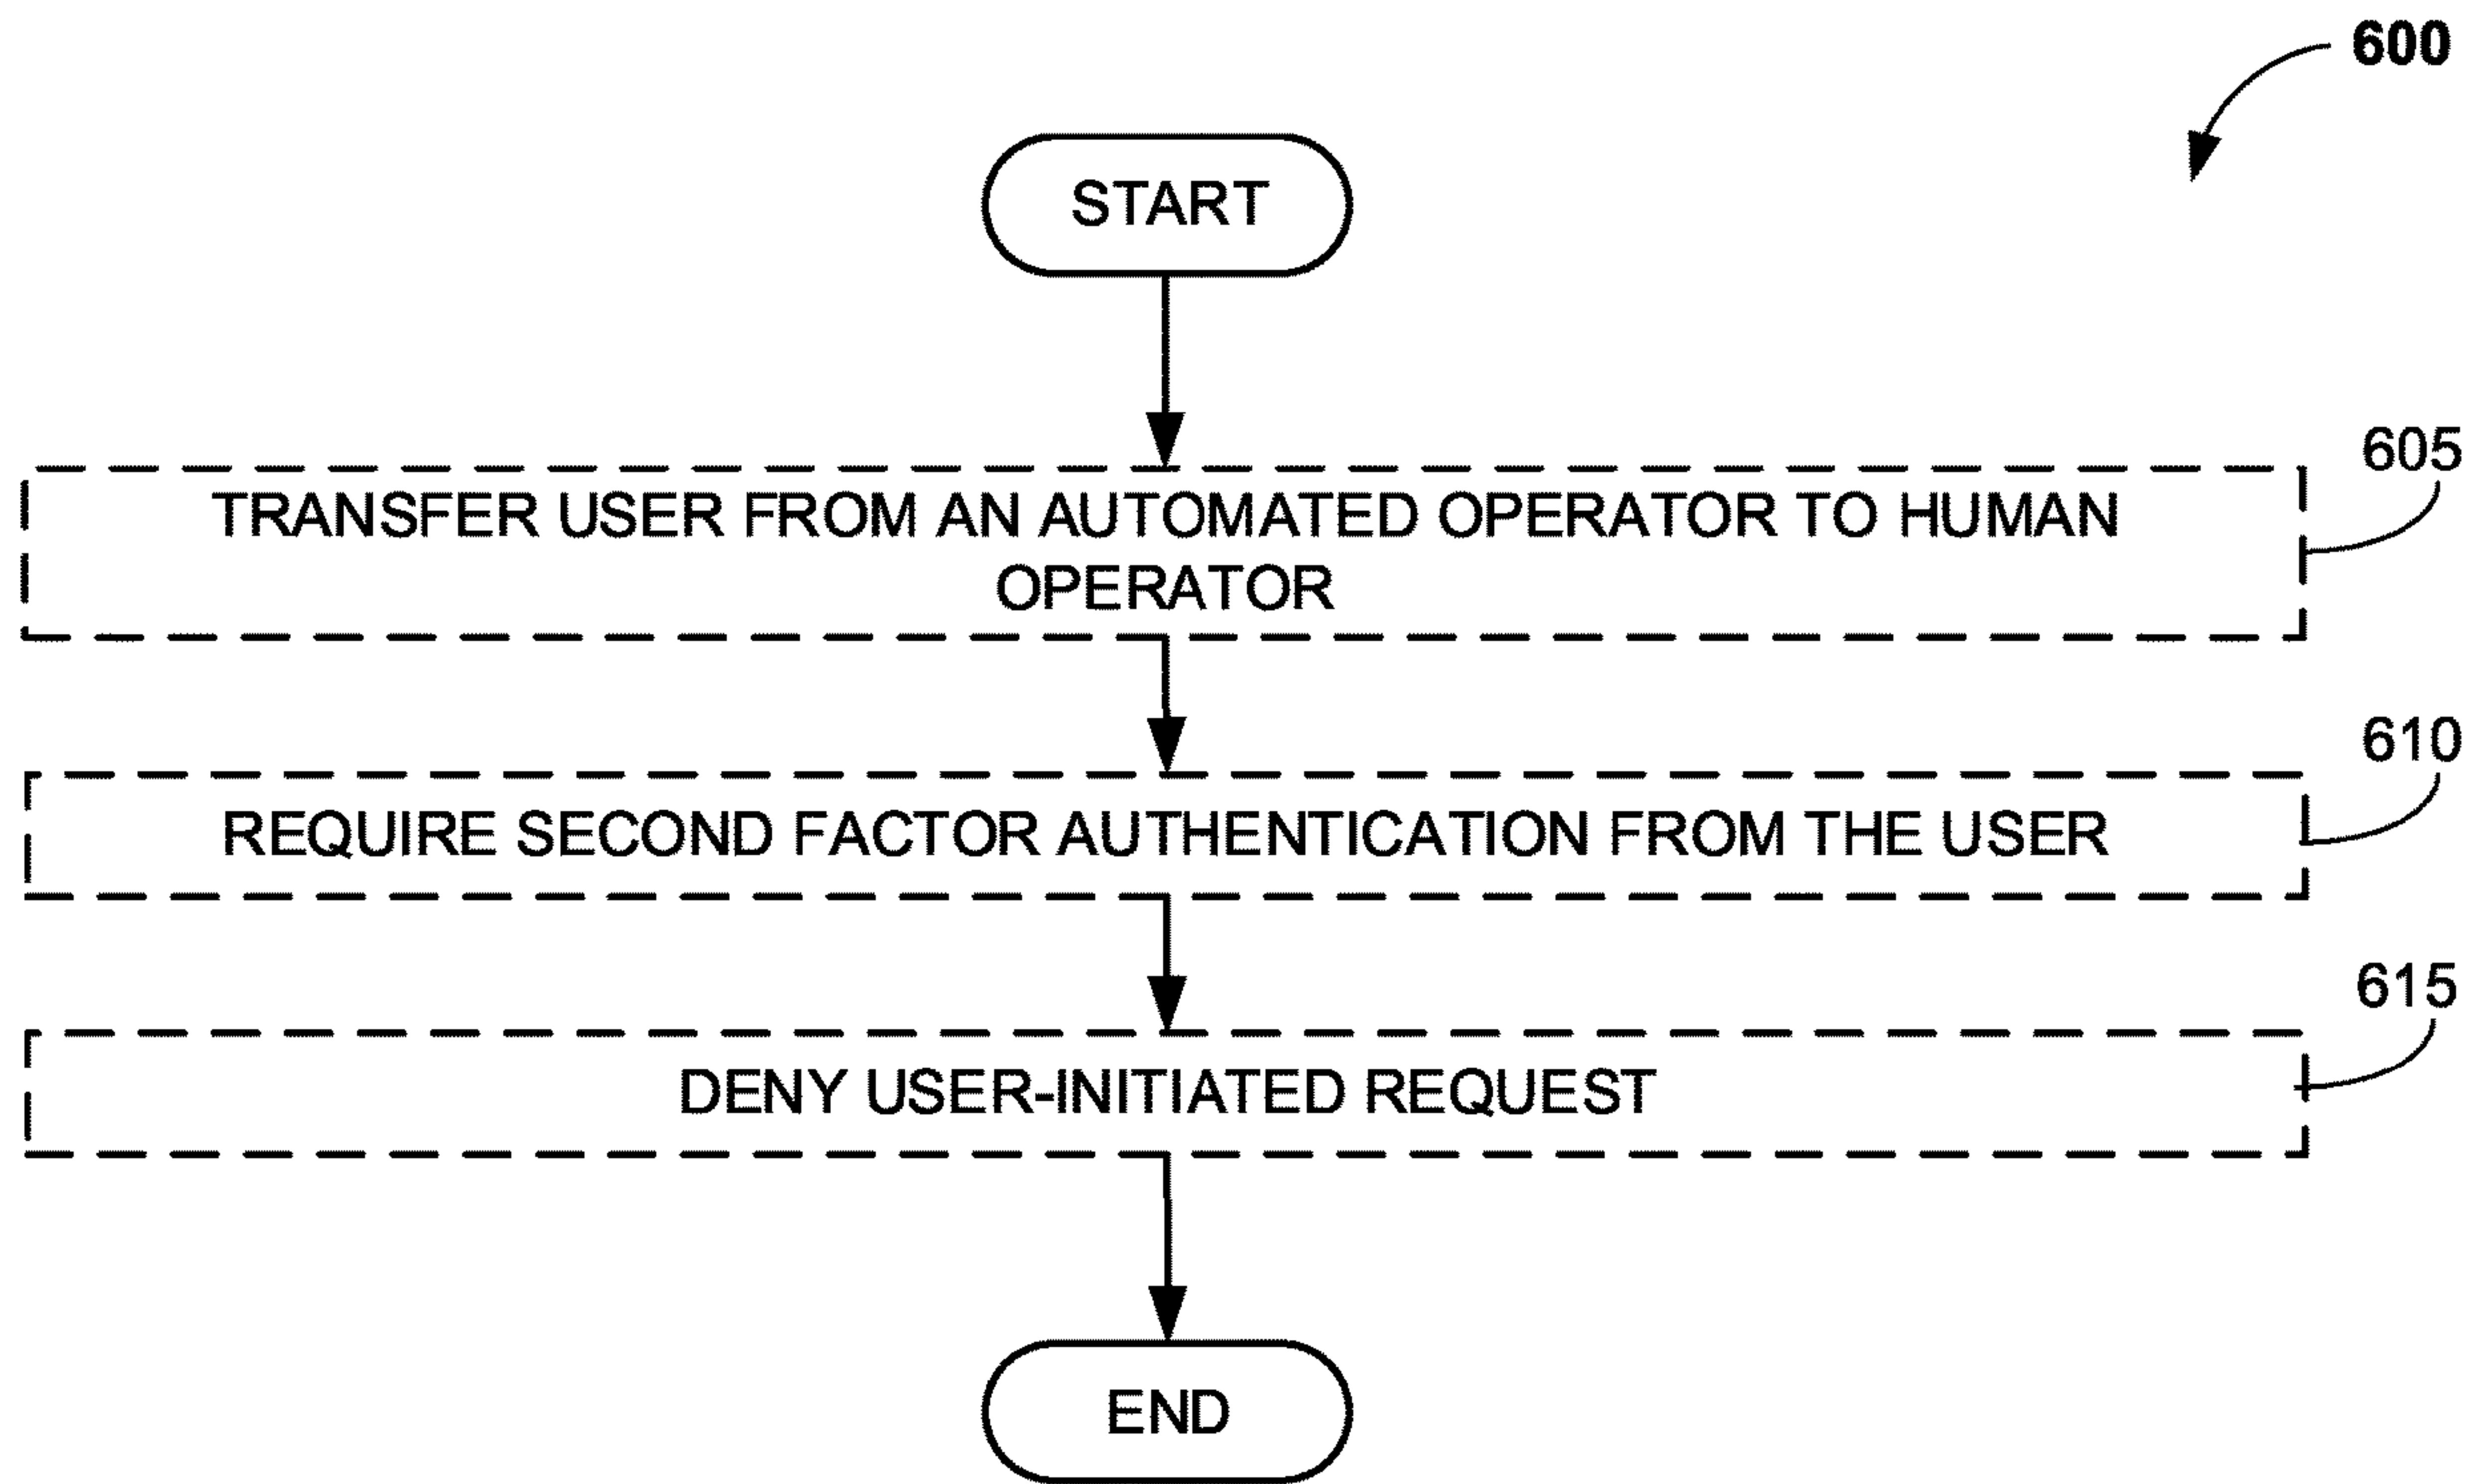 600
START
605
TRANSFER USER FROM AN AUTOMATED OPERATOR TO HUMAN
OPERATOR
610
REQUIRE SECOND FACTOR AUTHENTICATION FROM THE USER
615
DENY USER-INITIATED REQUEST
END